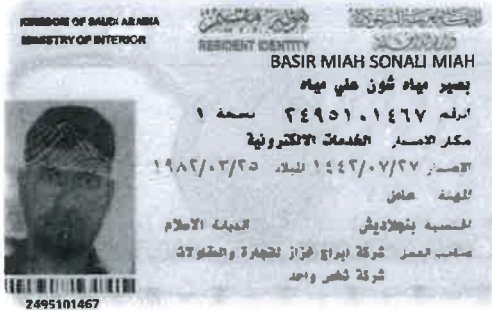 KINGDOM OF SAUDI ARABIA
MINISTRY OF INTERIOR
هوية مقيم
RESIDENT IDENTITY
المملكة العربية السعودية
وزارة الداخلية
BASIR MIAH SONALI MIAH
بصير مياه شون علي مياه
الرقم ٢٤٩٥١٠١٤٦٧ نسخة ١
مكان الاصدار الخدمات الالكترونية
الاصدار ١٤٤٢/٠٧/٢٧ الميلاد ١٩٨٢/٠٣/٢٥
المهنة عامل
الجنسية بنجلاديش الديانة الاسلام
صاحب العمل شركة ابراج فزاز للتجارة والمقاولات
شركة شخص واحد
2495101467